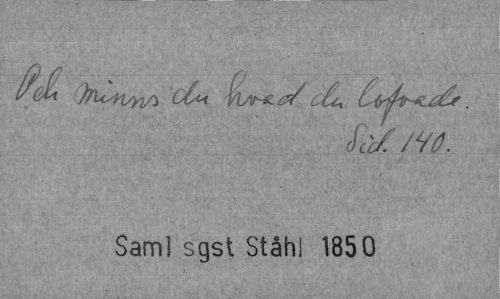 Och minns du hvad du lofvade.
Sid. 140.
Saml sgst Ståhl 1850